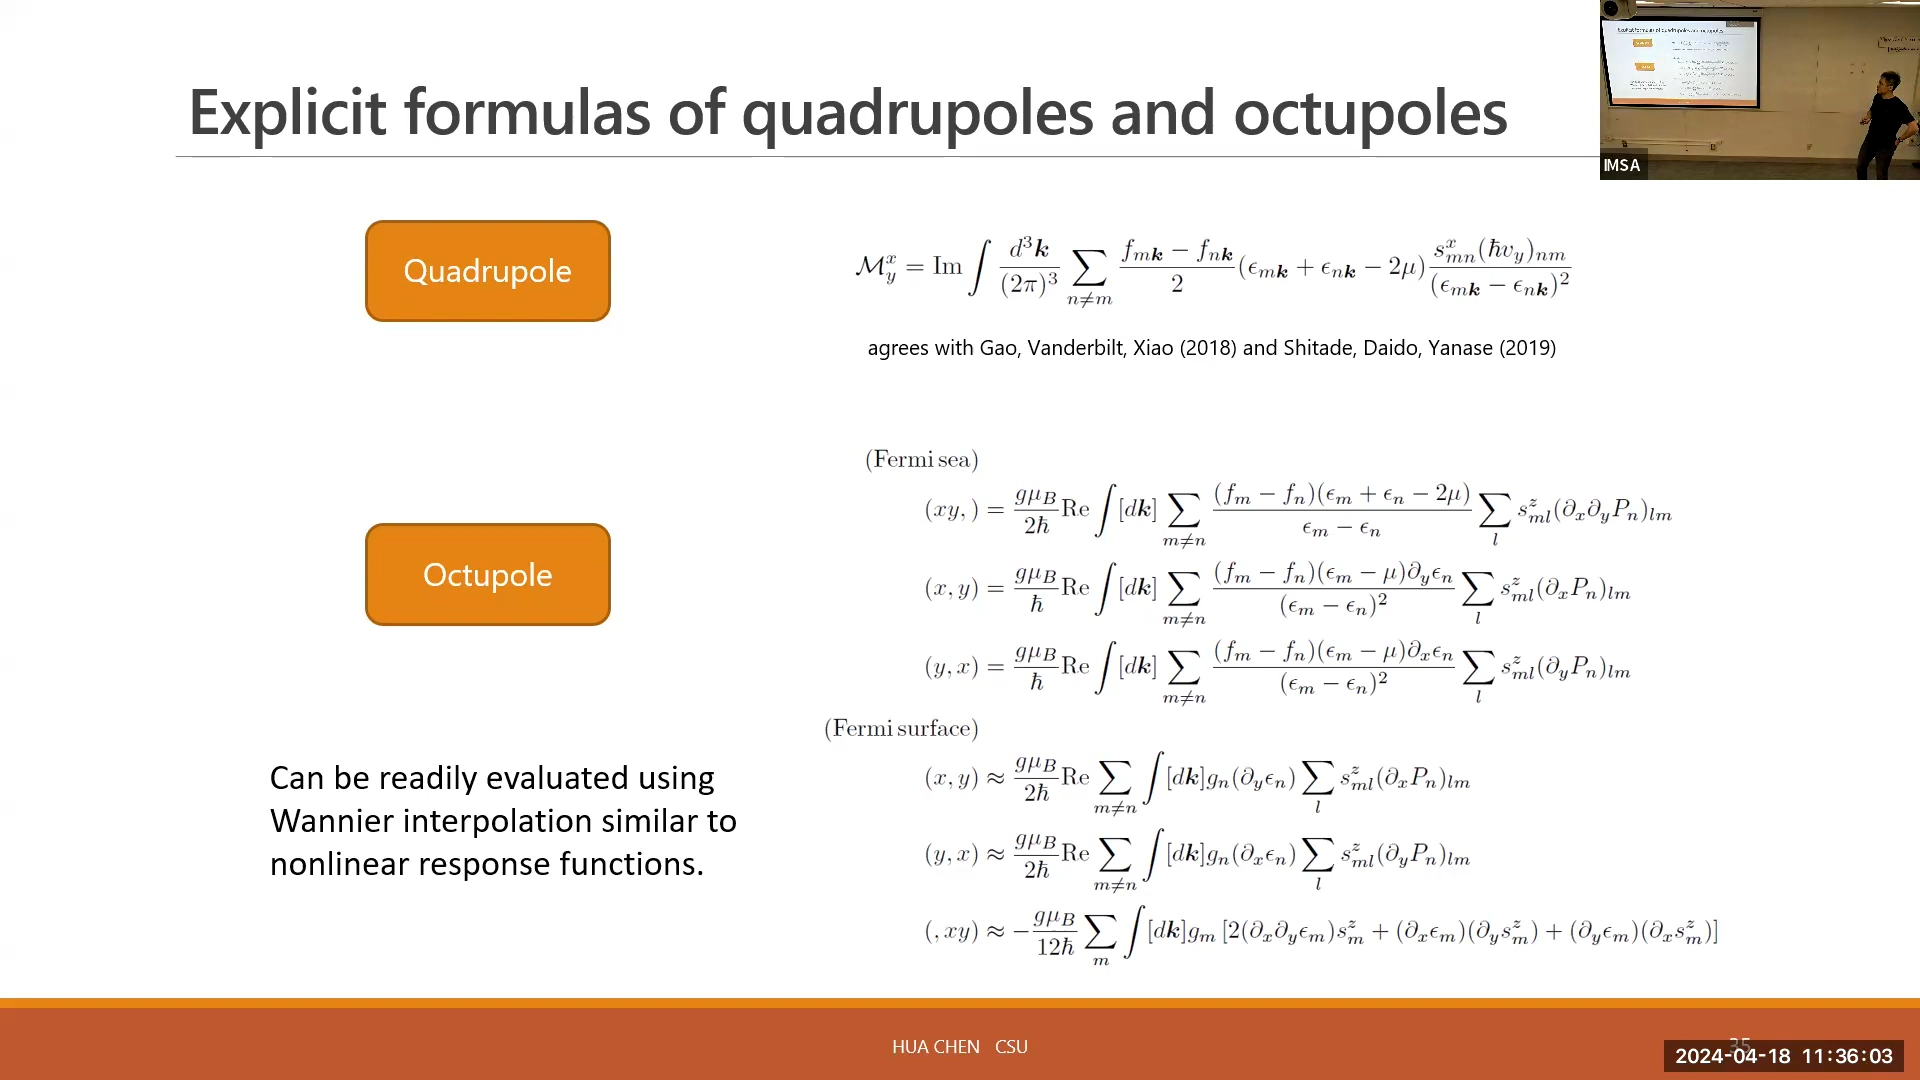 Explicit formulas of quadrupoles and octupoles
IMSA
Quadrupole
$\mathcal{M}^x_y = \mathrm{Im} \int \frac{d^3\boldsymbol{k}}{(2\pi)^3} \sum_{n \neq m} \frac{f_{m\boldsymbol{k}} - f_{n\boldsymbol{k}}}{2} (\epsilon_{m\boldsymbol{k}} + \epsilon_{n\boldsymbol{k}} - 2\mu) \frac{s^x_{mn} (\hbar v_y)_{nm}}{(\epsilon_{m\boldsymbol{k}} - \epsilon_{n\boldsymbol{k}})^2}$
agrees with Gao, Vanderbilt, Xiao (2018) and Shitade, Daido, Yanase (2019)
Octupole
(Fermi sea)
$(xy,) = \frac{g\mu_B}{2\hbar} \mathrm{Re} \int [d\boldsymbol{k}] \sum_{m \neq n} \frac{(f_m - f_n)(\epsilon_m + \epsilon_n - 2\mu)}{\epsilon_m - \epsilon_n} \sum_l s^z_{ml} (\partial_x \partial_y P_n)_{lm}$
$(x, y) = \frac{g\mu_B}{\hbar} \mathrm{Re} \int [d\boldsymbol{k}] \sum_{m \neq n} \frac{(f_m - f_n)(\epsilon_m - \mu) \partial_y \epsilon_n}{(\epsilon_m - \epsilon_n)^2} \sum_l s^z_{ml} (\partial_x P_n)_{lm}$
$(y, x) = \frac{g\mu_B}{\hbar} \mathrm{Re} \int [d\boldsymbol{k}] \sum_{m \neq n} \frac{(f_m - f_n)(\epsilon_m - \mu) \partial_x \epsilon_n}{(\epsilon_m - \epsilon_n)^2} \sum_l s^z_{ml} (\partial_y P_n)_{lm}$
(Fermi surface)
$(x, y) \approx \frac{g\mu_B}{2\hbar} \mathrm{Re} \sum_{m \neq n} \int [d\boldsymbol{k}] g_n (\partial_y \epsilon_n) \sum_l s^z_{ml} (\partial_x P_n)_{lm}$
$(y, x) \approx \frac{g\mu_B}{2\hbar} \mathrm{Re} \sum_{m \neq n} \int [d\boldsymbol{k}] g_n (\partial_x \epsilon_n) \sum_l s^z_{ml} (\partial_y P_n)_{lm}$
$(, xy) \approx -\frac{g\mu_B}{12\hbar} \sum_m \int [d\boldsymbol{k}] g_m [2(\partial_x \partial_y \epsilon_m) s^z_m + (\partial_x \epsilon_m)(\partial_y s^z_m) + (\partial_y \epsilon_m)(\partial_x s^z_m)]$
Can be readily evaluated using
Wannier interpolation similar to
nonlinear response functions.
HUA CHEN CSU
35
2024-04-18 11:36:03